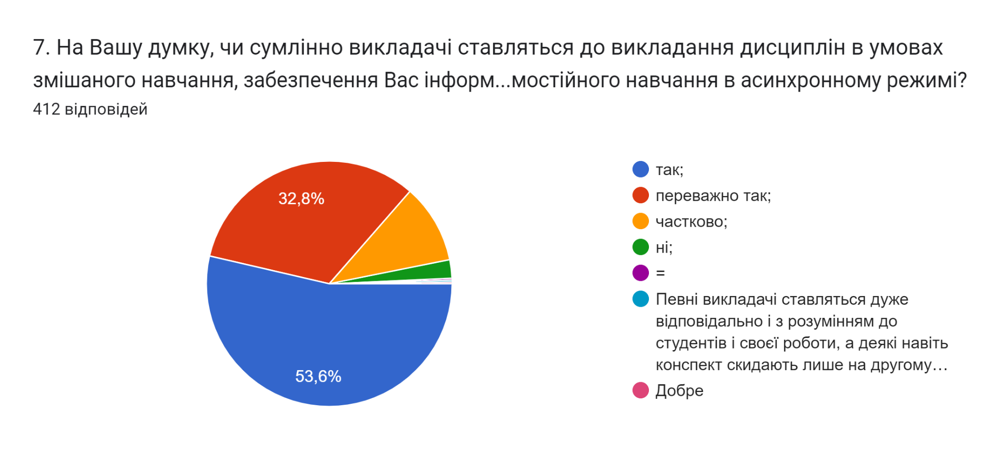 7. На Вашу думку, чи сумлінно викладачі ставляться до викладання дисциплін в умовах
змішаного навчання, забезпечення Вас інформ...мостійного навчання в асинхронному режимі?
412 відповідей
32,8%
53,6%
так;
переважно так;
частково;
ні;
=
Певні викладачі ставляться дуже
відповідально і з розумінням до
студентів і своєї роботи, а деякі навіть
конспект скидають лише на другому…
Добре